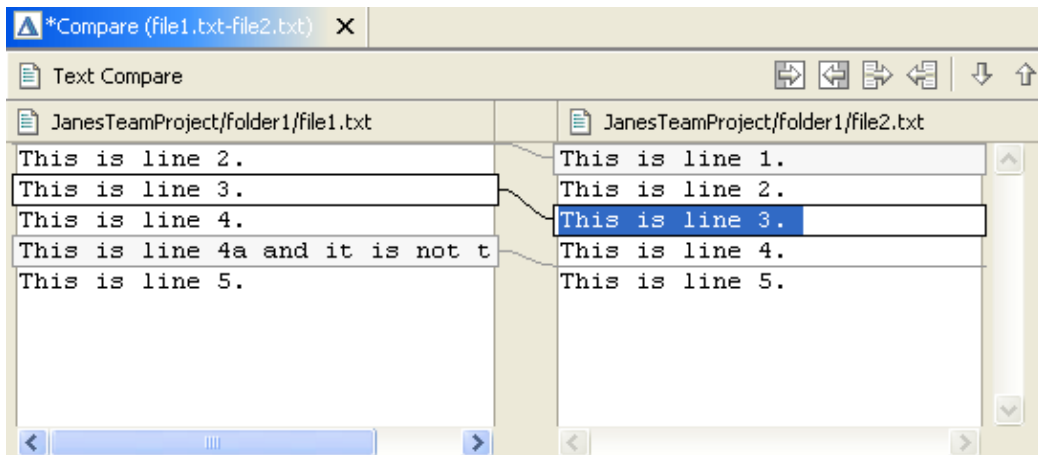 *Compare (file1.txt-file2.txt)
Text Compare
JanesTeamProject/folder1/file1.txt
This is line 2.
This is line 3.
This is line 4.
This is line 4a and it is not t
This is line 5.
JanesTeamProject/folder1/file2.txt
This is line 1.
This is line 2.
This is line 3.
This is line 4.
This is line 5.